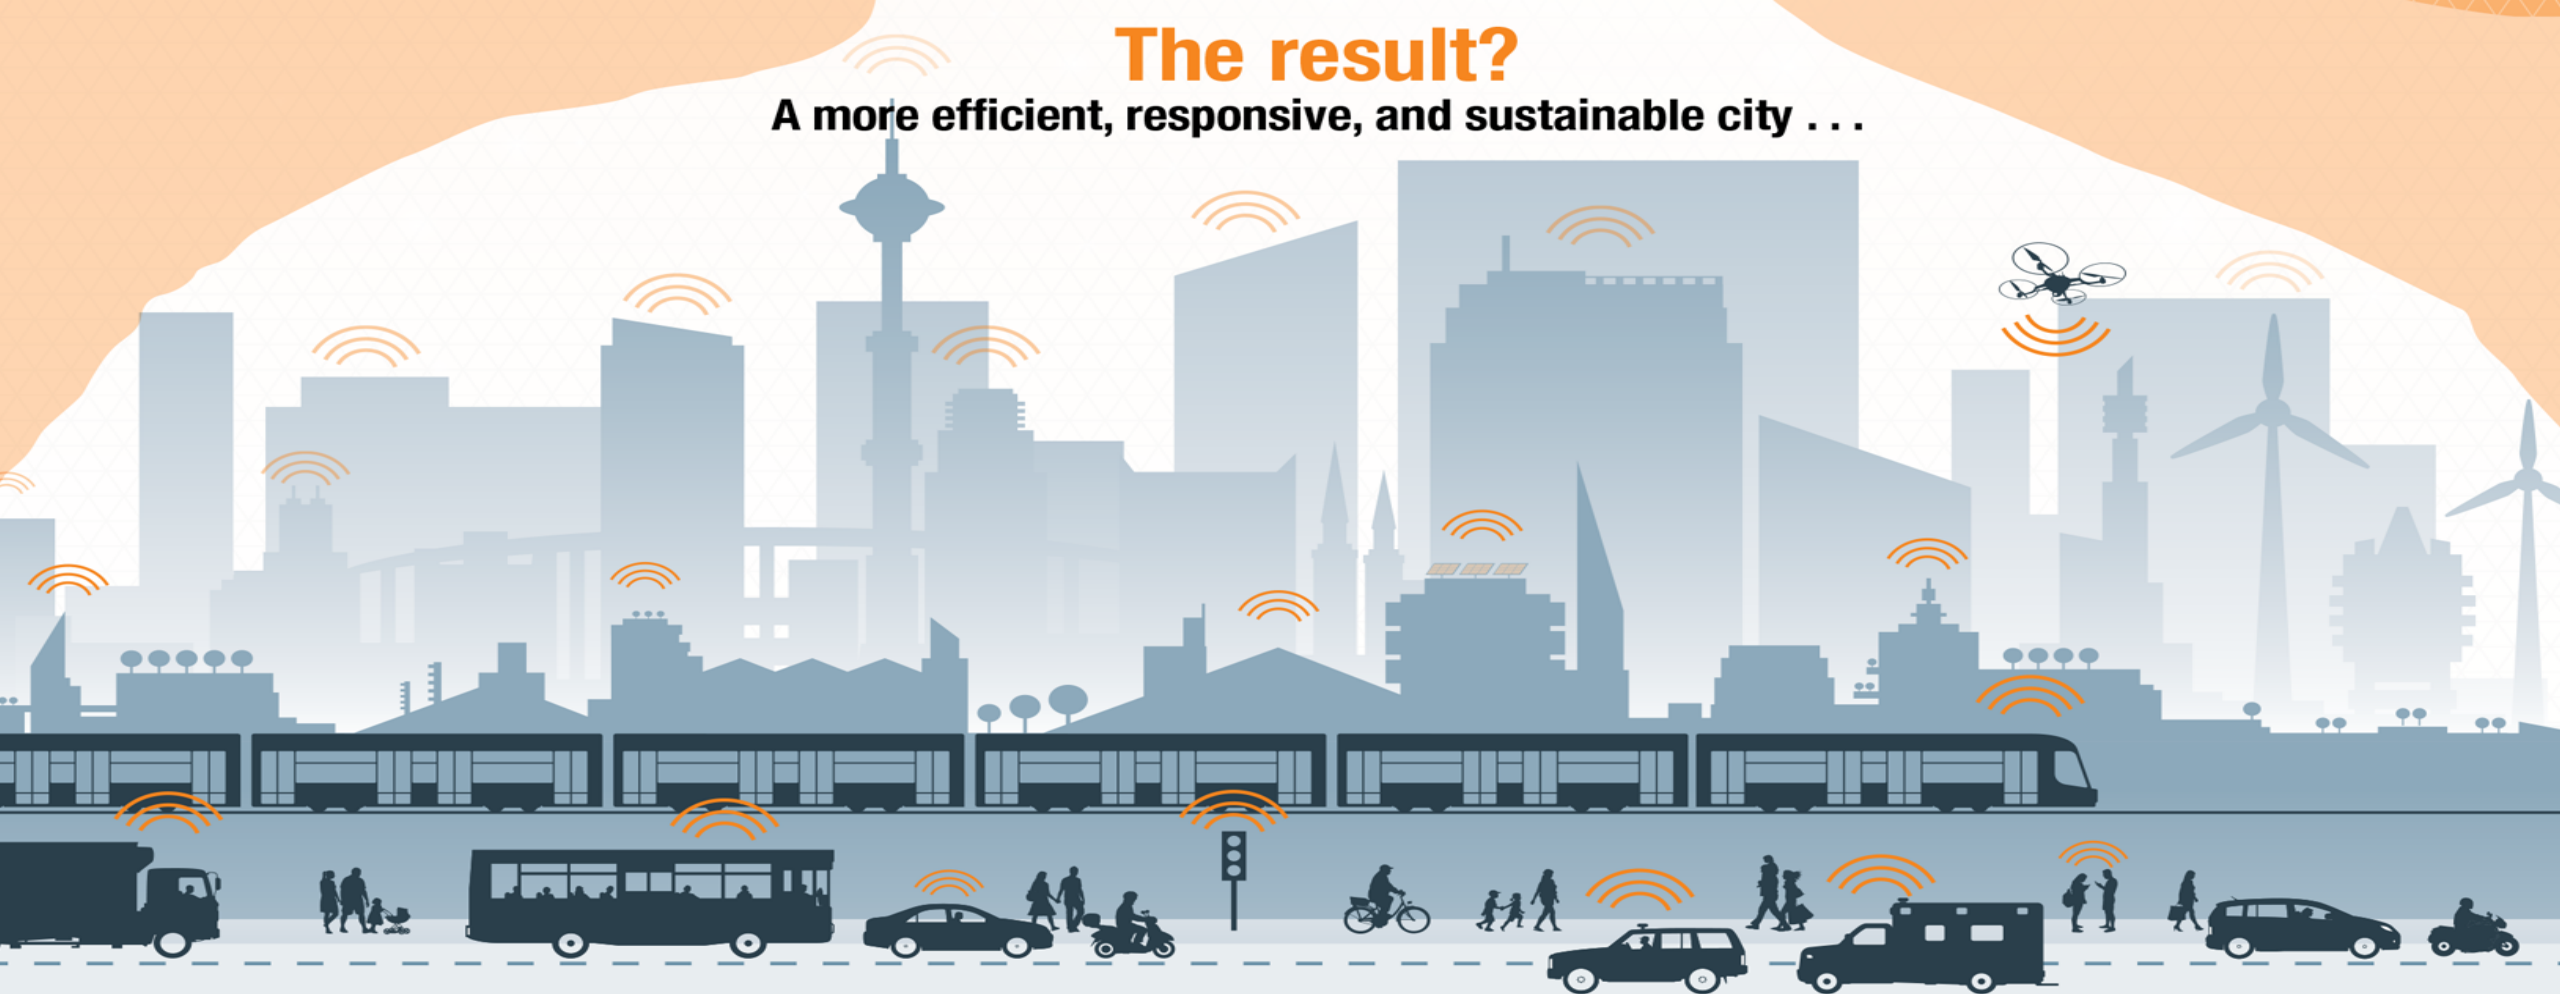 The result?
A more efficient, responsive, and sustainable city . . .